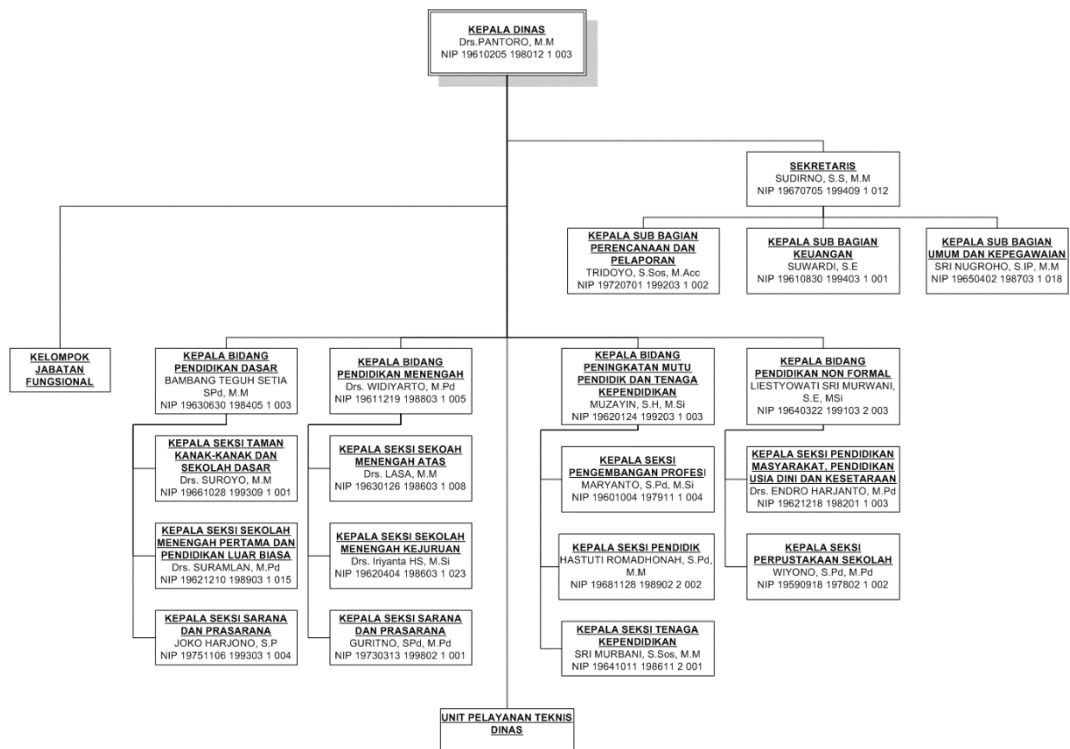 KEPALA DINAS
Drs.PANTORO, M.M
NIP 19610205 198012 1 003
SEKRETARIS
SUDIRNO, S.S, M.M
NIP 19670705 199409 1 012
KEPALA SUB BAGIAN
PERENCANAAN DAN
PELAPORAN
TRIDOYO, S.Sos, M.Acc
NIP 19720701 199203 1 002
KEPALA SUB BAGIAN
KEUANGAN
SUWARDI, S.E
NIP 19610830 199403 1 001
KEPALA SUB BAGIAN
UMUM DAN KEPEGAWAIAN
SRI NUGROHO, S.IP, M.M
NIP 19650402 198703 1 018
KELOMPOK
JABATAN
FUNGSIONAL
KEPALA BIDANG
PENDIDIKAN DASAR
BAMBANG TEGUH SETIA
SPd, M.M
NIP 19630630 198405 1 003
KEPALA SEKSI TAMAN
KANAK-KANAK DAN
SEKOLAH DASAR
Drs. SUROYO, M.M
NIP 19661028 199309 1 001
KEPALA SEKSI SEKOLAH
MENENGAH PERTAMA DAN
PENDIDIKAN LUAR BIASA
Drs. SURAMLAN, M.Pd
NIP 19621210 198903 1 015
KEPALA SEKSI SARANA
DAN PRASARANA
JOKO HARJONO, S.P
NIP 19751106 199303 1 004
KEPALA BIDANG
PENDIDIKAN MENENGAH
Drs. WIDIYARTO, M.Pd
NIP 19611219 198803 1 005
KEPALA SEKSI SEKOAH
MENENGAH ATAS
Drs. LASA, M.M
NIP 19630126 198603 1 008
KEPALA SEKSI SEKOLAH
MENENGAH KEJURUAN
Drs. Iriyanta HS, M.Si
NIP 19620404 198603 1 023
KEPALA SEKSI SARANA
DAN PRASARANA
GURITNO, SPd, M.Pd
NIP 19730313 199802 1 001
KEPALA BIDANG
PENINGKATAN MUTU
PENDIDIK DAN TENAGA
KEPENDIDIKAN
MUZAYIN, S.H, M.Si
NIP 19620124 199203 1 003
KEPALA SEKSI
PENGEMBANGAN PROFESI
MARYANTO, S.Pd, M.Si
NIP 19601004 197911 1 004
KEPALA SEKSI PENDIDIK
HASTUTI ROMADHONAH, S.Pd,
M.M
NIP 19681128 198902 2 002
KEPALA SEKSI TENAGA
KEPENDIDIKAN
SRI MURBANI, S.Sos, M.M
NIP 19641011 198611 2 001
KEPALA BIDANG
PENDIDIKAN NON FORMAL
LIESTYOWATI SRI MURWANI,
S.E, MSi
NIP 19640322 199103 2 003
KEPALA SEKSI PENDIDIKAN
MASYARAKAT, PENDIDIKAN
USIA DINI DAN KESETARAAN
Drs. ENDRO HARJANTO, M.Pd
NIP 19621218 198201 1 003
KEPALA SEKSI
PERPUSTAKAAN SEKOLAH
WIYONO, S.Pd, M.Pd
NIP 19590918 197802 1 002
UNIT PELAYANAN TEKNIS
DINAS